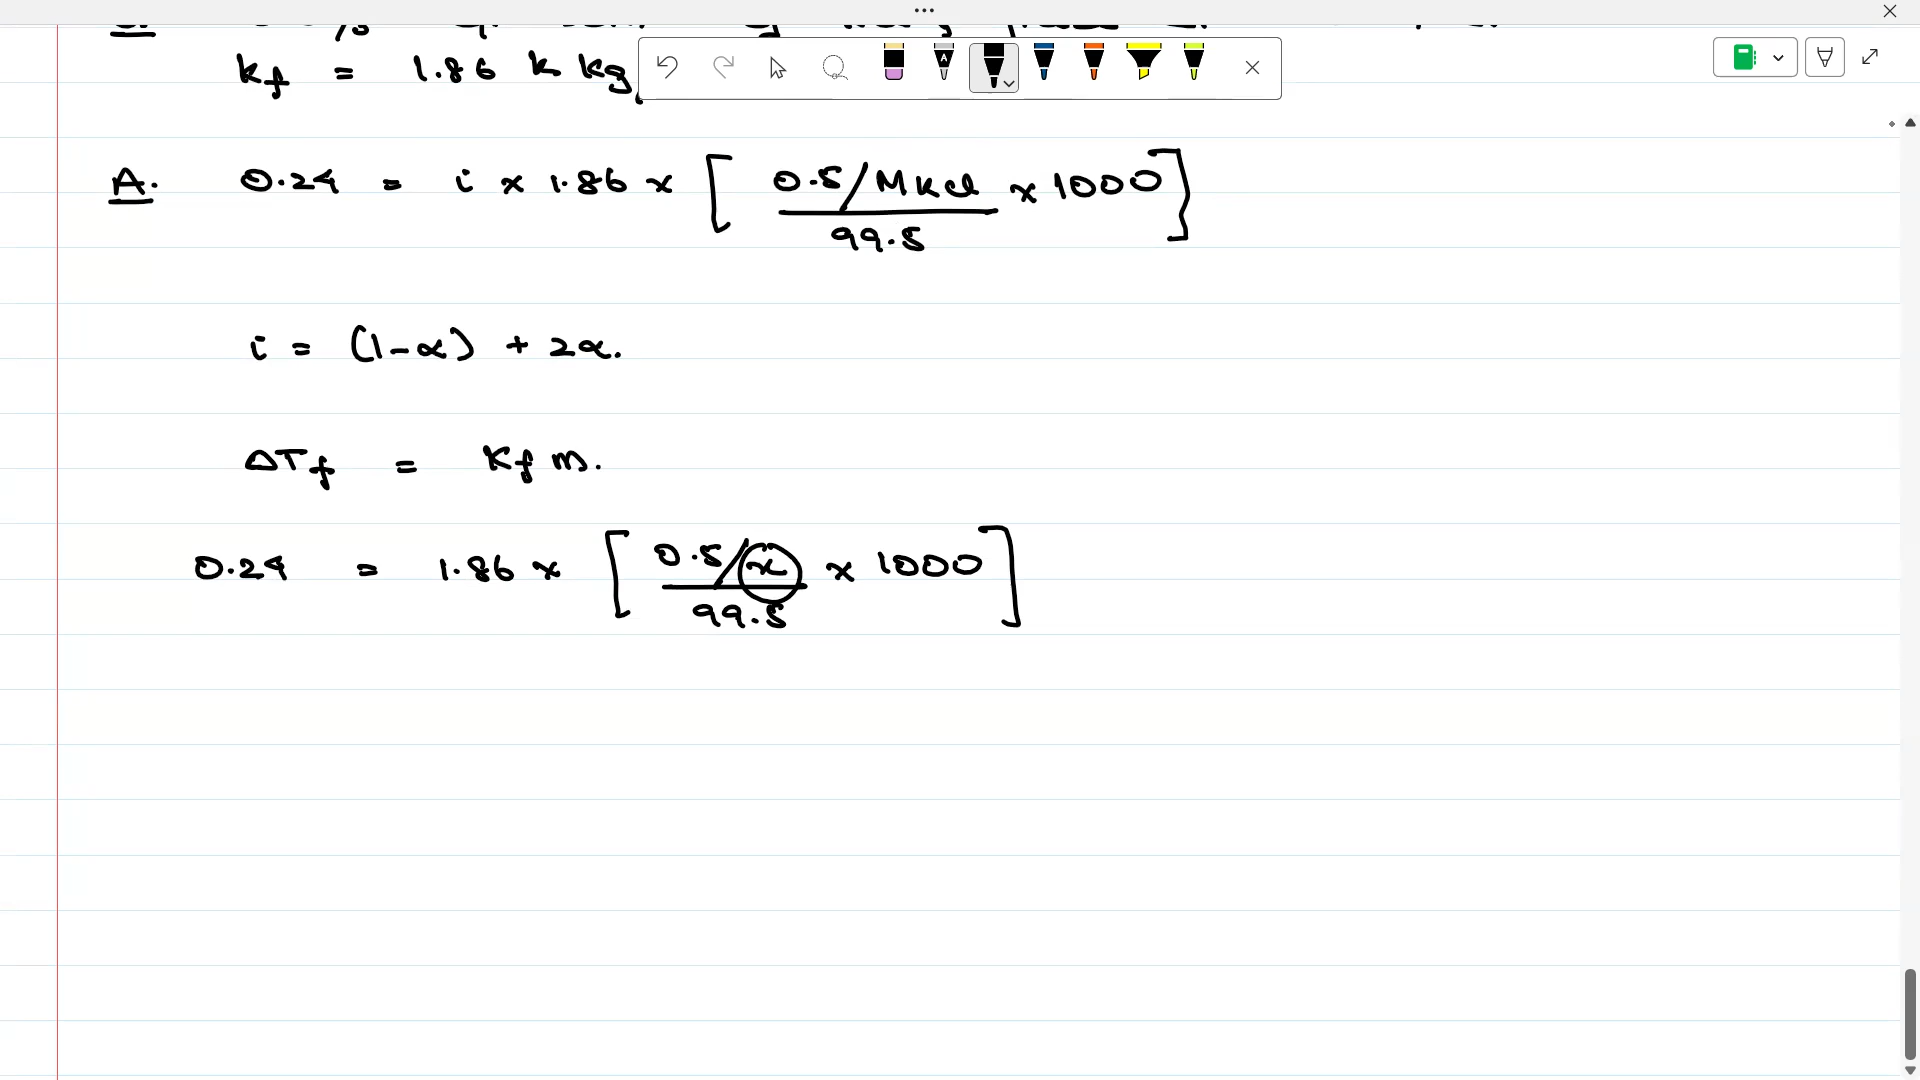 kf = 1.86 k kg
A. 0.24 = i x 1.86 x [ 0.5/MKCl / 99.5 x 1000 ]
i = (1-α) + 2α.
ΔTf = Kf m.
0.24 = 1.86 x [ 0.5/x / 99.5 x 1000 ]